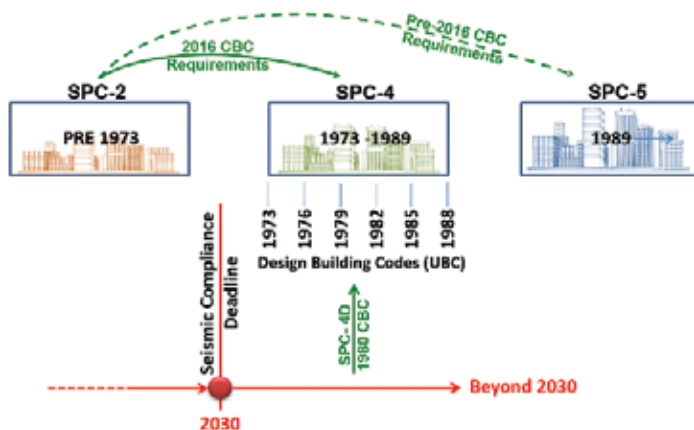 2016 CBC
Requirements
Pre-2016 CBC
Requirements
SPC-2
SPC-4
SPC-5
PRE 1973
1973 -1989
1989
1973
1976
1979
1982
1985
1988
Design Building Codes (UBC)
Seismic Compliance
Deadline
SPC- 4D
1980 CBC
Beyond 2030
2030